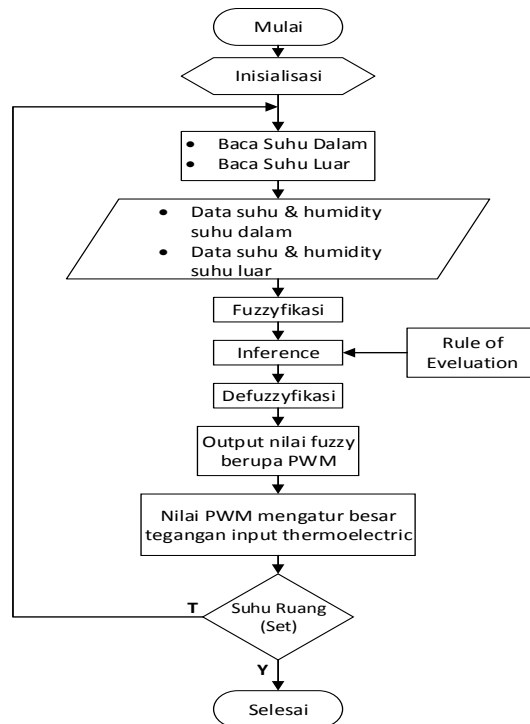 Mulai
Inisialisasi
• Baca Suhu Dalam
• Baca Suhu Luar
• Data suhu & humidity
suhu dalam
• Data suhu & humidity
suhu luar
Fuzzyfikasi
Inference
Rule of
Eveluation
Defuzzyfikasi
Output nilai fuzzy
berupa PWM
Nilai PWM mengatur besar
tegangan input thermoelectric
T
Suhu Ruang
(Set)
Y
Selesai